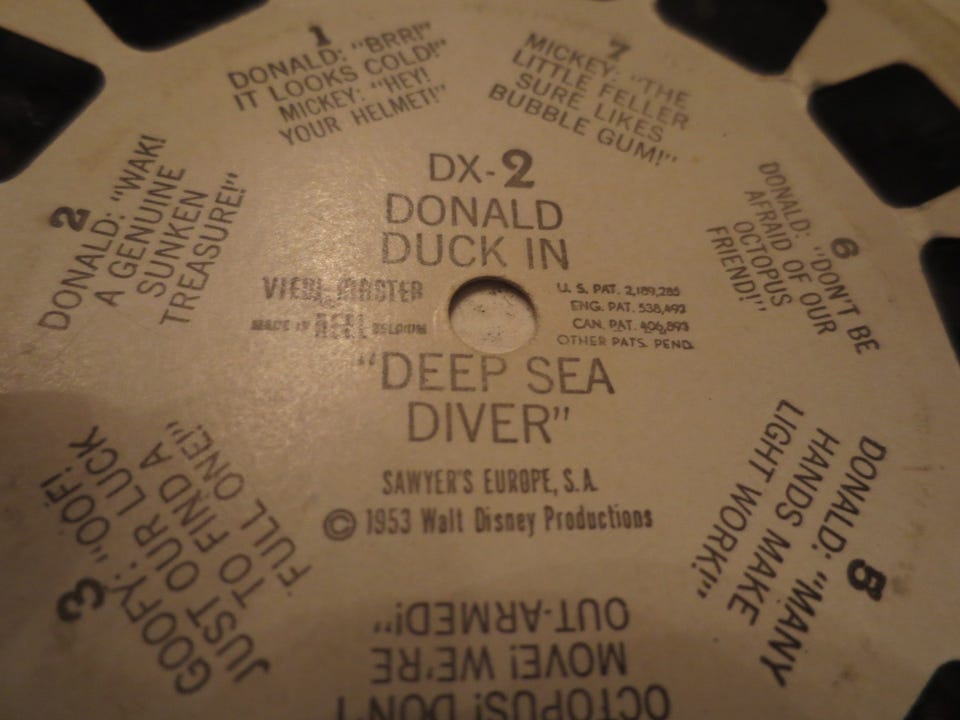 DX-2
DONALD
DUCK IN
VIEW-MASTER
MADE IN REEL BELGIUM
U.S. PAT. 2,189,285
ENG. PAT. 538,493
CAN. PAT. 406,893
OTHER PATS. PEND.
"DEEP SEA
DIVER"
SAWYER'S EUROPE, S.A.
© 1953 Walt Disney Productions
1
DONALD: "BRR!"
IT LOOKS COLD!"
MICKEY: "HEY!
YOUR HELMET!"
2
DONALD: "WAK!
A GENUINE
SUNKEN
TREASURE!"
3
GOOFY: "OOF!
JUST OUR LUCK
TO FIND A
FULL ONE!"
OCTOPUS! DON'T
MOVE! WE'RE
OUT-ARMED!"
5
DONALD: "MANY
HANDS MAKE
LIGHT WORK!"
6
DONALD: "DON'T BE
AFRAID OF OUR
OCTOPUS
FRIEND!"
7
MICKEY: "THE
LITTLE FELLER
SURE LIKES
BUBBLE GUM!"